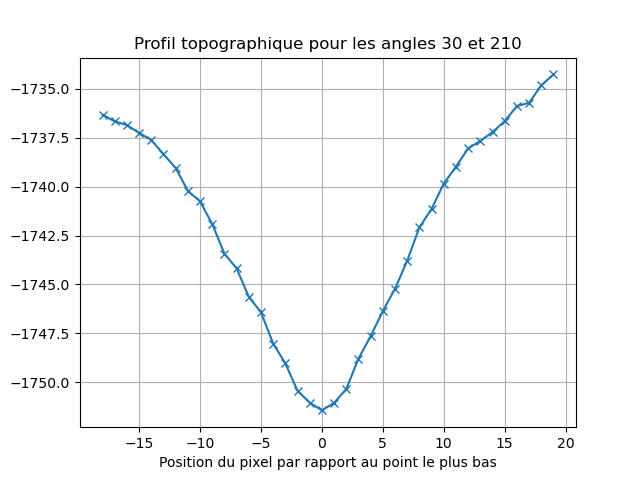 Profil topographique pour les angles 30 et 210
−1735.0
−1737.5
−1740.0
−1742.5
−1745.0
−1747.5
−1750.0
−15 −10 −5 0 5 10 15 20
Position du pixel par rapport au point le plus bas